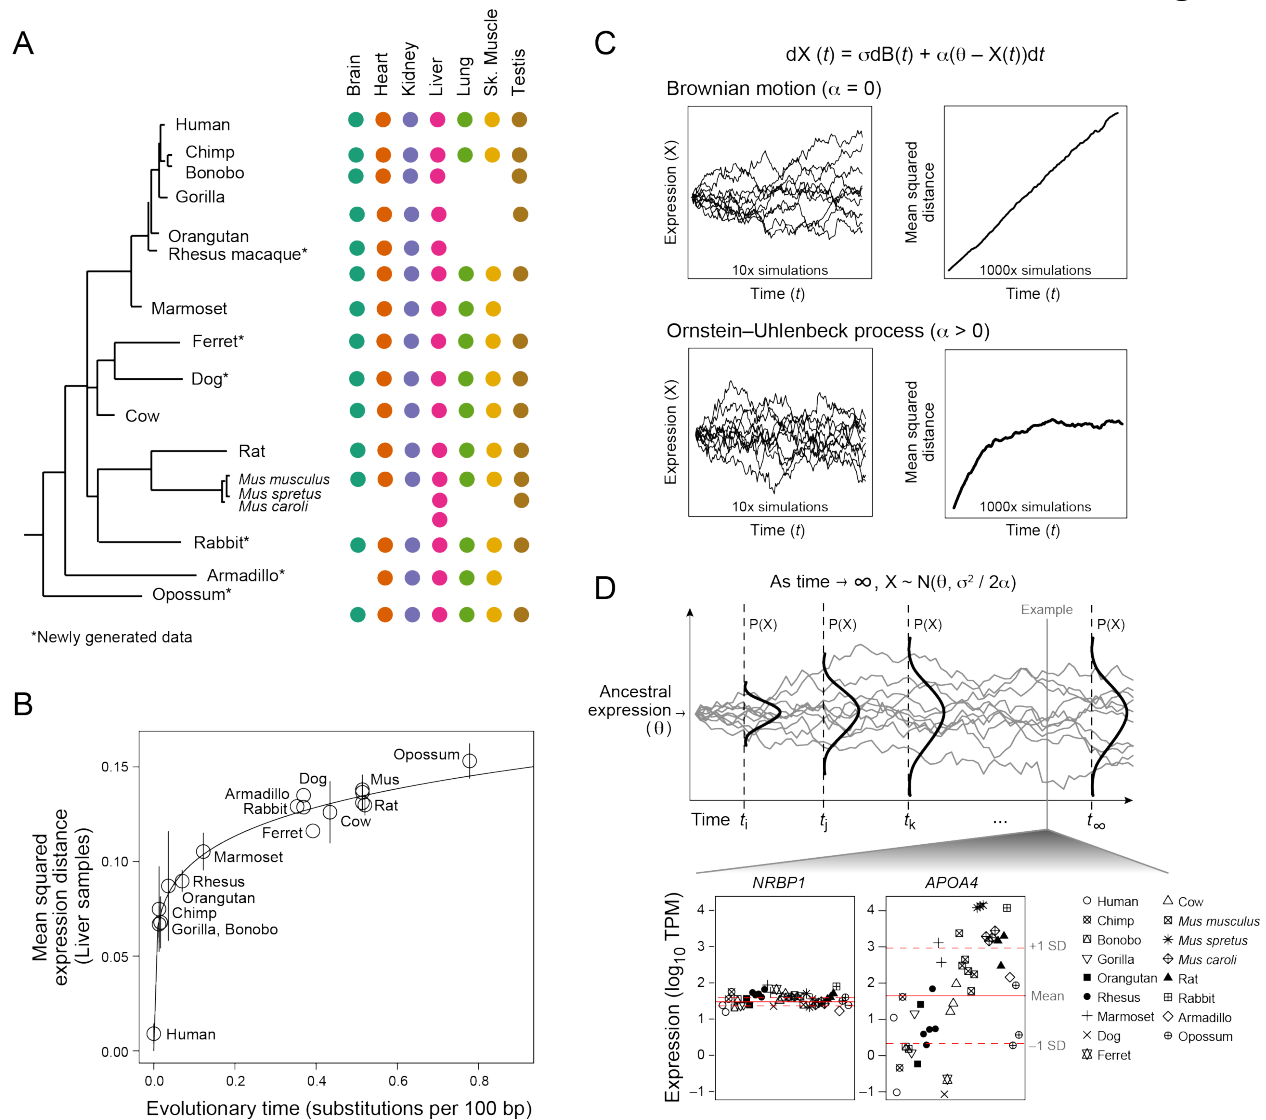 A
Brain
Heart
Kidney
Liver
Lung
Sk. Muscle
Testis
Human
Chimp
Bonobo
Gorilla
Orangutan
Rhesus macaque*
Marmoset
Ferret*
Dog*
Cow
Rat
Mus musculus
Mus spretus
Mus caroli
Rabbit*
Armadillo*
Opossum*
*Newly generated data
B
Mean squared
expression distance
(Liver samples)
0.15
0.10
0.05
0.00
Opossum
Dog
Mus
Armadillo
Rabbit
Rat
Cow
Ferret
Marmoset
Rhesus
Orangutan
Chimp
Gorilla, Bonobo
Human
0.0
0.2
0.4
0.6
0.8
Evolutionary time (substitutions per 100 bp)
C
dX (t) = σdB(t) + α(θ – X(t))dt
Brownian motion (α = 0)
Expression (X)
10x simulations
Time (t)
Mean squared
distance
1000x simulations
Time (t)
Ornstein–Uhlenbeck process (α > 0)
Expression (X)
10x simulations
Time (t)
Mean squared
distance
1000x simulations
Time (t)
D
As time → ∞, X ~ N(θ, σ² / 2α)
Example
P(X)
P(X)
P(X)
P(X)
Ancestral
expression→
(θ)
Time
ti
tj
tk
...
t∞
NRBP1
APOA4
Expression (log10 TPM)
4
3
2
1
0
–1
4
3
2
1
0
–1
+1 SD
Mean
–1 SD
Human
Chimp
Bonobo
Gorilla
Orangutan
Rhesus
Marmoset
Dog
Ferret
Cow
Mus musculus
Mus spretus
Mus caroli
Rat
Rabbit
Armadillo
Opossum